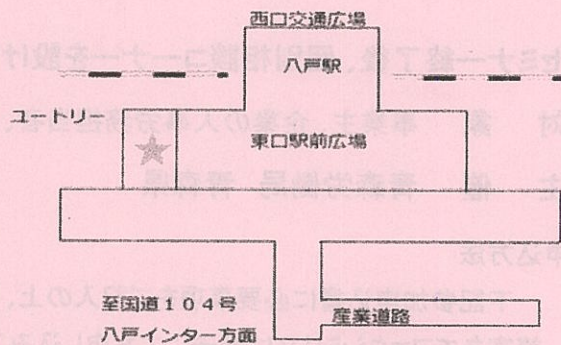 西口交通広場
八戸駅
ユートリー
東口駅前広場
至国道１０４号
八戸インター方面
産業道路